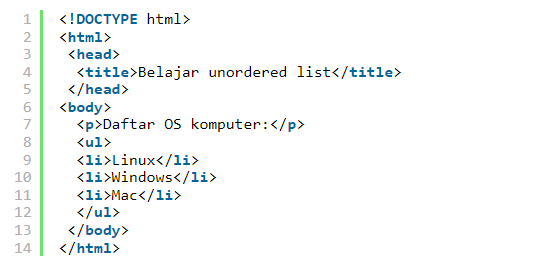 1 <!DOCTYPE html>
2 <html>
3 <head>
4 <title>Belajar unordered list</title>
5 </head>
6 <body>
7 <p>Daftar OS komputer:</p>
8 <ul>
9 <li>Linux</li>
10 <li>Windows</li>
11 <li>Mac</li>
12 </ul>
13 </body>
14 </html>